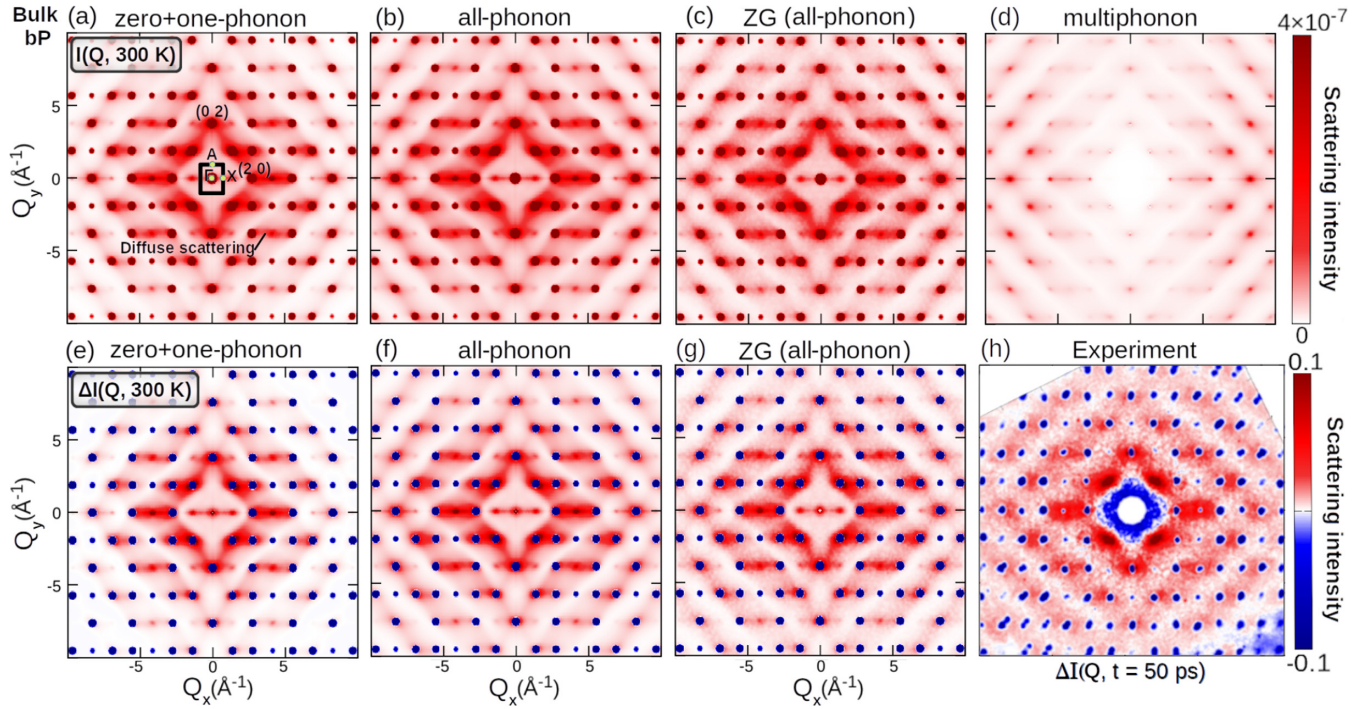 Bulk bP
(a) zero+one-phonon
(b) all-phonon
(c) ZG (all-phonon)
(d) multiphonon
I(Q, 300 K)
(0 2)
A
Γ X (2 0)
Diffuse scattering
Qy(Å-1)
5
0
-5
4×10-7
Scattering intensity
0
(e) zero+one-phonon
(f) all-phonon
(g) ZG (all-phonon)
(h) Experiment
ΔI(Q, 300 K)
Qy(Å-1)
5
0
-5
0.1
Scattering intensity
-0.1
-5 0 5
-5 0 5
-5 0 5
Qx(Å-1)
Qx(Å-1)
Qx(Å-1)
ΔI(Q, t = 50 ps)